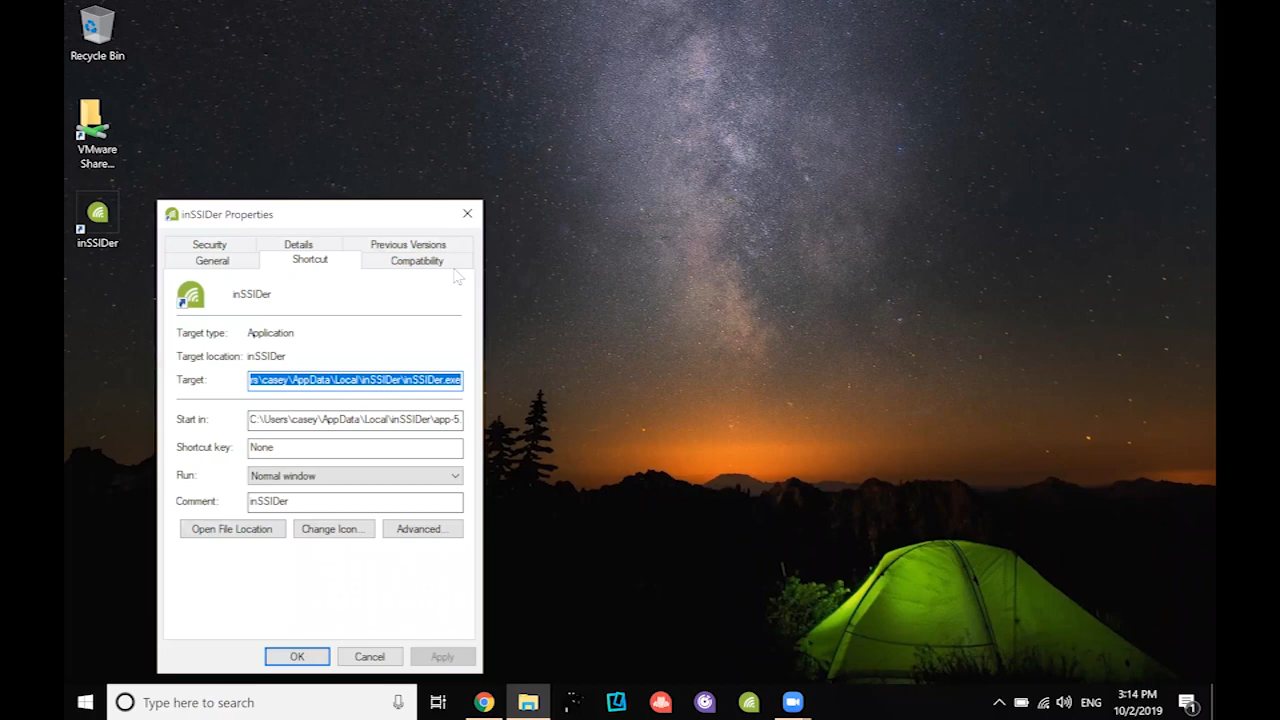 Recycle Bin
VMware
Share...
inSSIDer
inSSIDer Properties
Security Details Previous Versions
General Shortcut Compatibility
inSSIDer
Target type: Application
Target location: inSSIDer
Target: rs\casey\AppData\Local\inSSIDer\inSSIDer.exe
Start in: C:\Users\casey\AppData\Local\inSSIDer\app-5.
Shortcut key: None
Run: Normal window
Comment: inSSIDer
Open File Location Change Icon... Advanced...
OK Cancel Apply
Type here to search
ENG
3:14 PM
10/2/2019
1